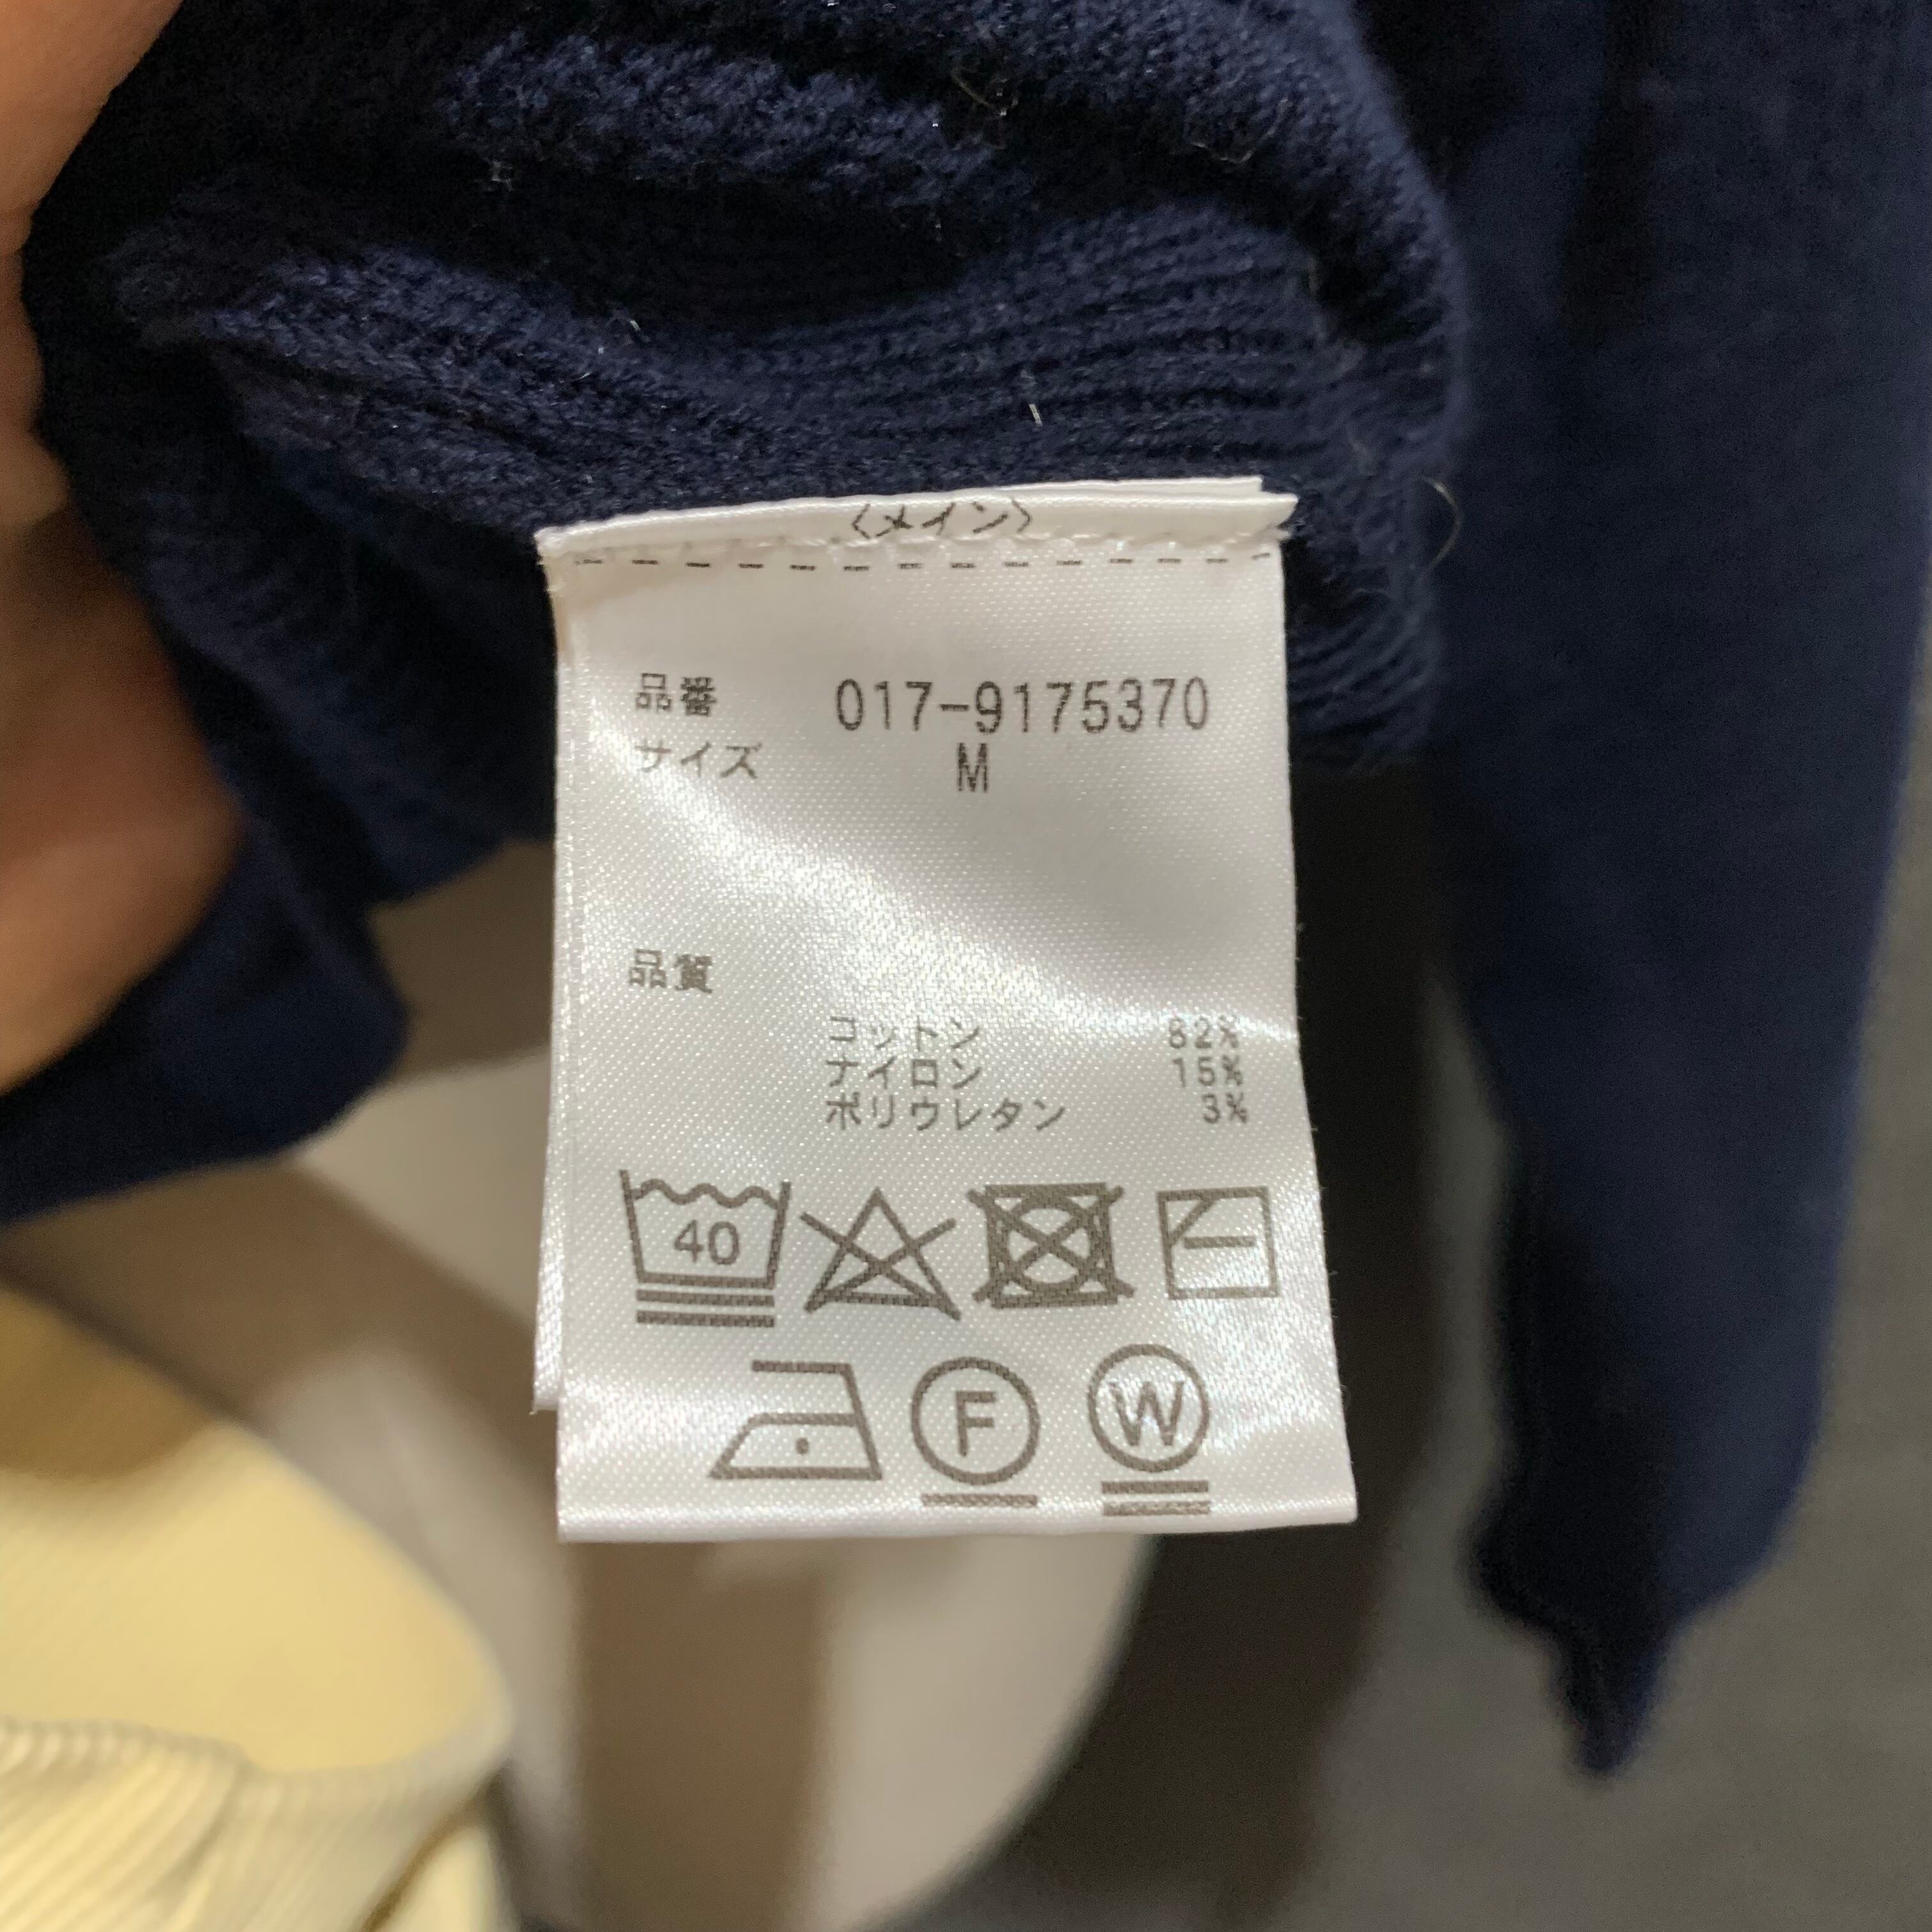 〈メイン〉
品番 017-9175370
サイズ M
品質
コットン 82%
ナイロン 15%
ポリウレタン 3%
40
F W